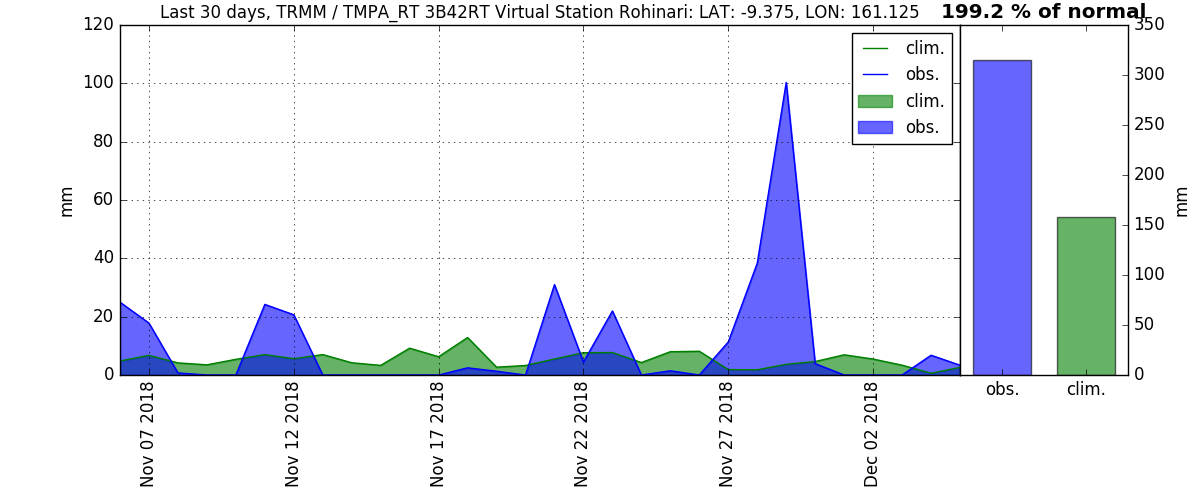 Last 30 days, TRMM / TMPA_RT 3B42RT Virtual Station Rohinari: LAT: -9.375, LON: 161.125
199.2 % of normal
120
100
80
60
40
20
0
mm
clim.
obs.
clim.
obs.
350
300
250
200
150
100
50
0
mm
obs.
clim.
Nov 07 2018
Nov 12 2018
Nov 17 2018
Nov 22 2018
Nov 27 2018
Dec 02 2018